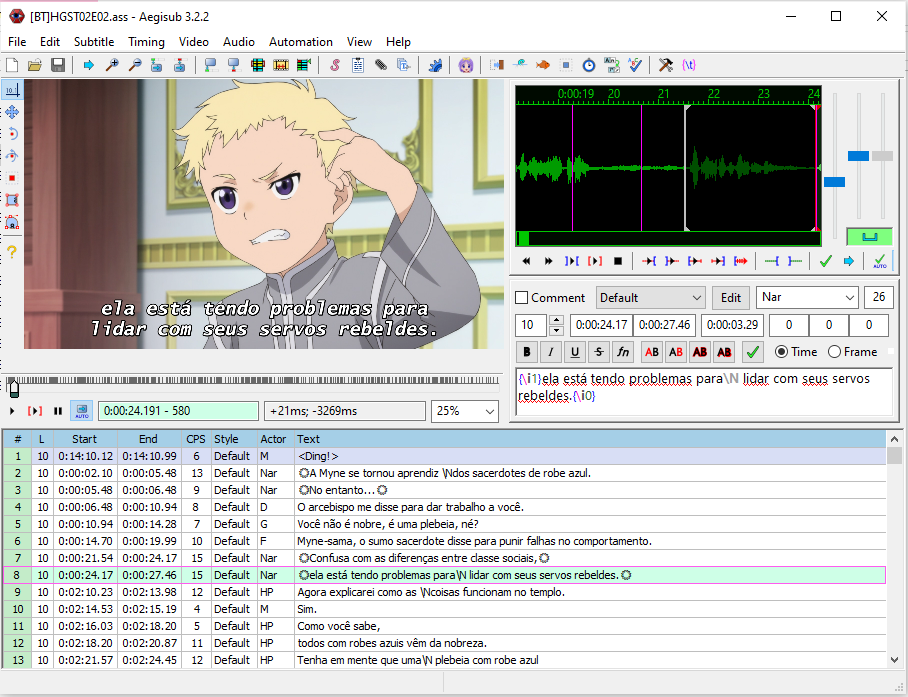 [BT]HGST02E02.ass - Aegisub 3.2.2
File Edit Subtitle Timing Video Audio Automation View Help
ela está tendo problemas para
lidar com seus servos rebeldes.
0:00:19 20 21 22 23 24
Comment Default Edit Nar 26
10 0:00:24.17 0:00:27.46 0:00:03.29 0 0 0
B I U S fn AB AB AB AB Time Frame
{\i1}ela está tendo problemas para\N lidar com seus servos
rebeldes.{\i0}
AUTO 0:00:24.191 - 580 +21ms; -3269ms 25%
# L Start End CPS Style Actor Text
1 10 0:14:10.12 0:14:10.99 6 Default M <Ding!>
2 10 0:00:02.10 0:00:05.48 13 Default Nar ۞A Myne se tornou aprendiz \Ndos sacerdotes de robe azul.
3 10 0:00:05.48 0:00:06.48 9 Default Nar ۞No entanto...۞
4 10 0:00:06.48 0:00:10.94 8 Default D O arcebispo me disse para dar trabalho a você.
5 10 0:00:10.94 0:00:14.28 7 Default G Você não é nobre, é uma plebeia, né?
6 10 0:00:14.70 0:00:19.99 10 Default F Myne-sama, o sumo sacerdote disse para punir falhas no comportamento.
7 10 0:00:21.54 0:00:24.17 15 Default Nar ۞Confusa com as diferenças entre classe sociais,۞
8 10 0:00:24.17 0:00:27.46 15 Default Nar ۞ela está tendo problemas para\N lidar com seus servos rebeldes.۞
9 10 0:02:10.23 0:02:13.98 12 Default HP Agora explicarei como as \Ncoisas funcionam no templo.
10 10 0:02:14.53 0:02:15.19 4 Default M Sim.
11 10 0:02:16.03 0:02:18.20 5 Default HP Como você sabe,
12 10 0:02:18.20 0:02:20.87 11 Default HP todos com robes azuis vêm da nobreza.
13 10 0:02:21.57 0:02:24.45 12 Default HP Tenha em mente que uma\N plebeia com robe azul